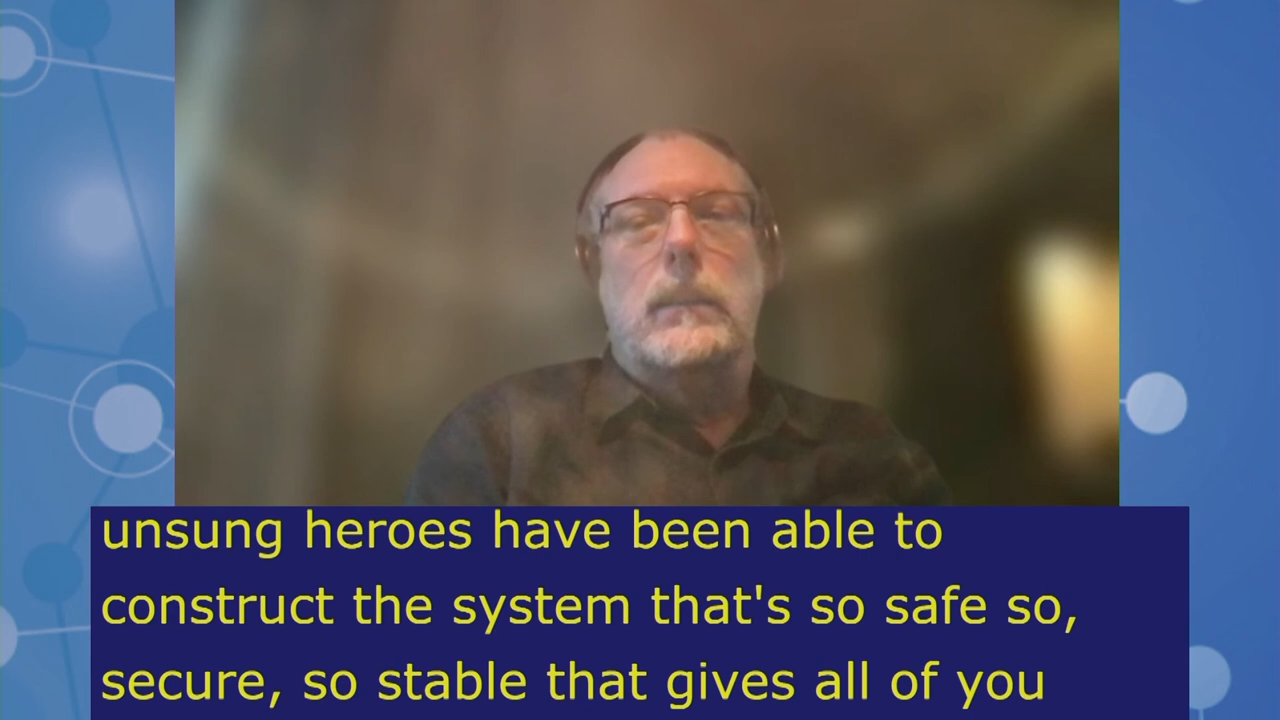 unsung heroes have been able to
construct the system that's so safe so,
secure, so stable that gives all of you